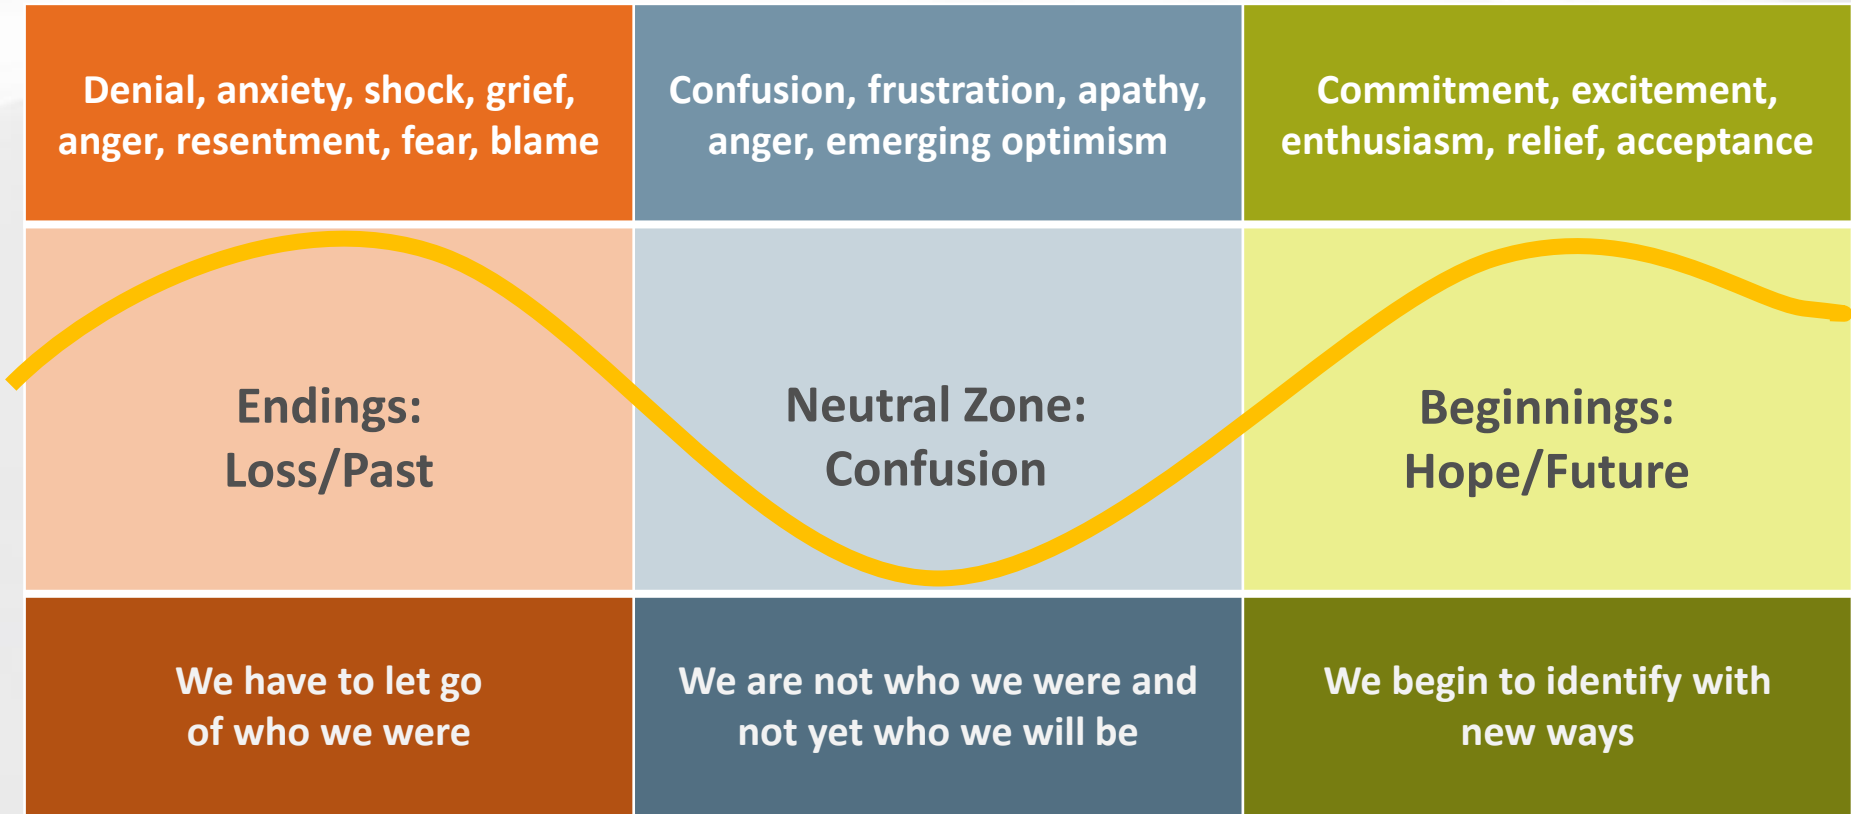 Denial, anxiety, shock, grief,
anger, resentment, fear, blame
Confusion, frustration, apathy,
anger, emerging optimism
Commitment, excitement,
enthusiasm, relief, acceptance
Endings:
Loss/Past
Neutral Zone:
Confusion
Beginnings:
Hope/Future
We have to let go
of who we were
We are not who we were and
not yet who we will be
We begin to identify with
new ways